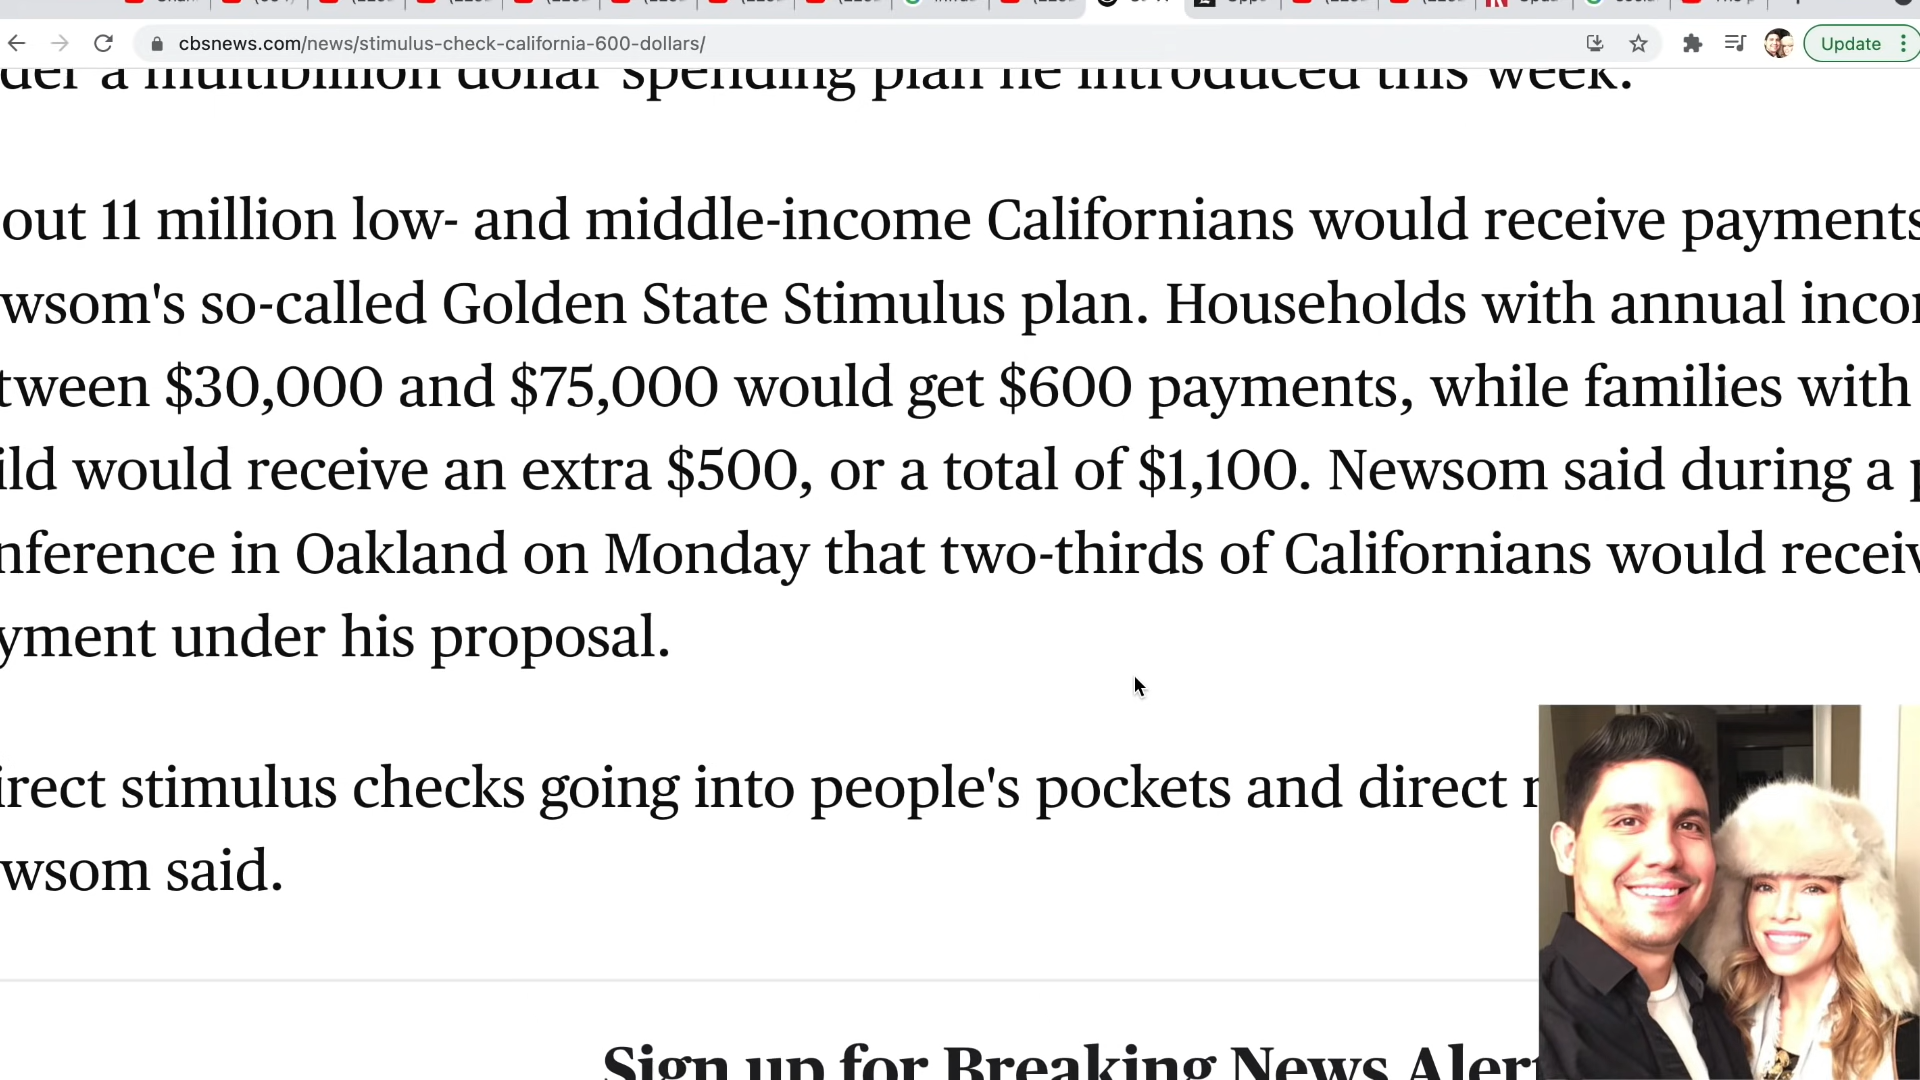 cbsnews.com/news/stimulus-check-california-600-dollars/
Update
der a multibillion dollar spending plan he introduced this week.
out 11 million low- and middle-income Californians would receive payments
wsom's so-called Golden State Stimulus plan. Households with annual inco
tween $30,000 and $75,000 would get $600 payments, while families with
ild would receive an extra $500, or a total of $1,100. Newsom said during a p
nference in Oakland on Monday that two-thirds of Californians would receiv
yment under his proposal.
irect stimulus checks going into people's pockets and direct r
wsom said.
Sign up for Breaking News Alert